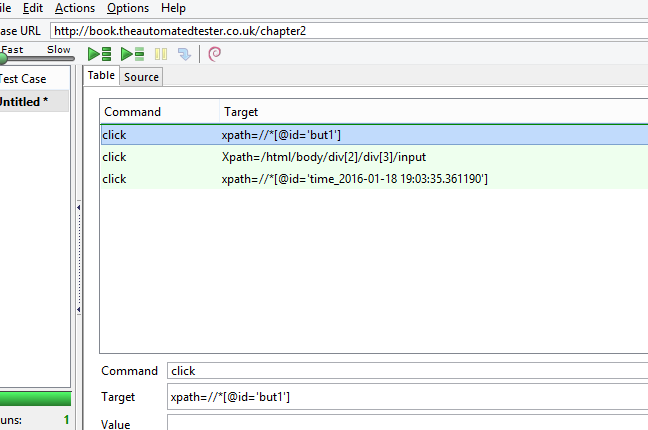 ile Edit Actions Options Help
ase URL http://book.theautomatedtester.co.uk/chapter2
Fast Slow
Test Case Table Source
Untitled *
Command Target
click xpath=//*[@id='but1']
click Xpath=/html/body/div[2]/div[3]/input
click xpath=//*[@id='time_2016-01-18 19:03:35.361190']
Command click
Target xpath=//*[@id='but1']
uns: 1 Value